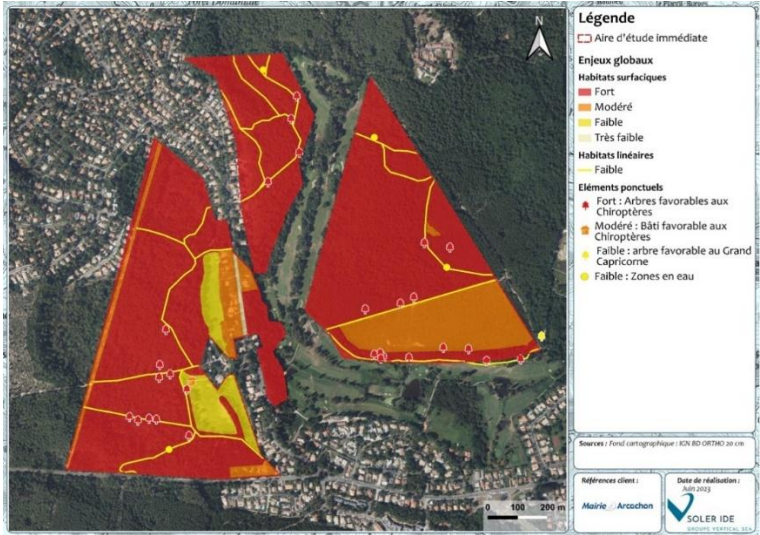 N
0 100 200 m
Légende
Aire d'étude immédiate
Enjeux globaux
Habitats surfaciques
Fort
Modéré
Faible
Très faible
Habitats linéaires
Faible
Eléments ponctuels
Fort : Arbres favorables aux
Chiroptères
Modéré : Bâti favorable aux
Chiroptères
Faible : arbre favorable au Grand
Capricorne
Faible : Zones en eau
Sources : Fond cartographique : IGN BD ORTHO 20 cm
Références client :
Mairie Arcachon
Date de réalisation :
Juin 2023
SOLER IDE
GROUPE VERTICAL SEA